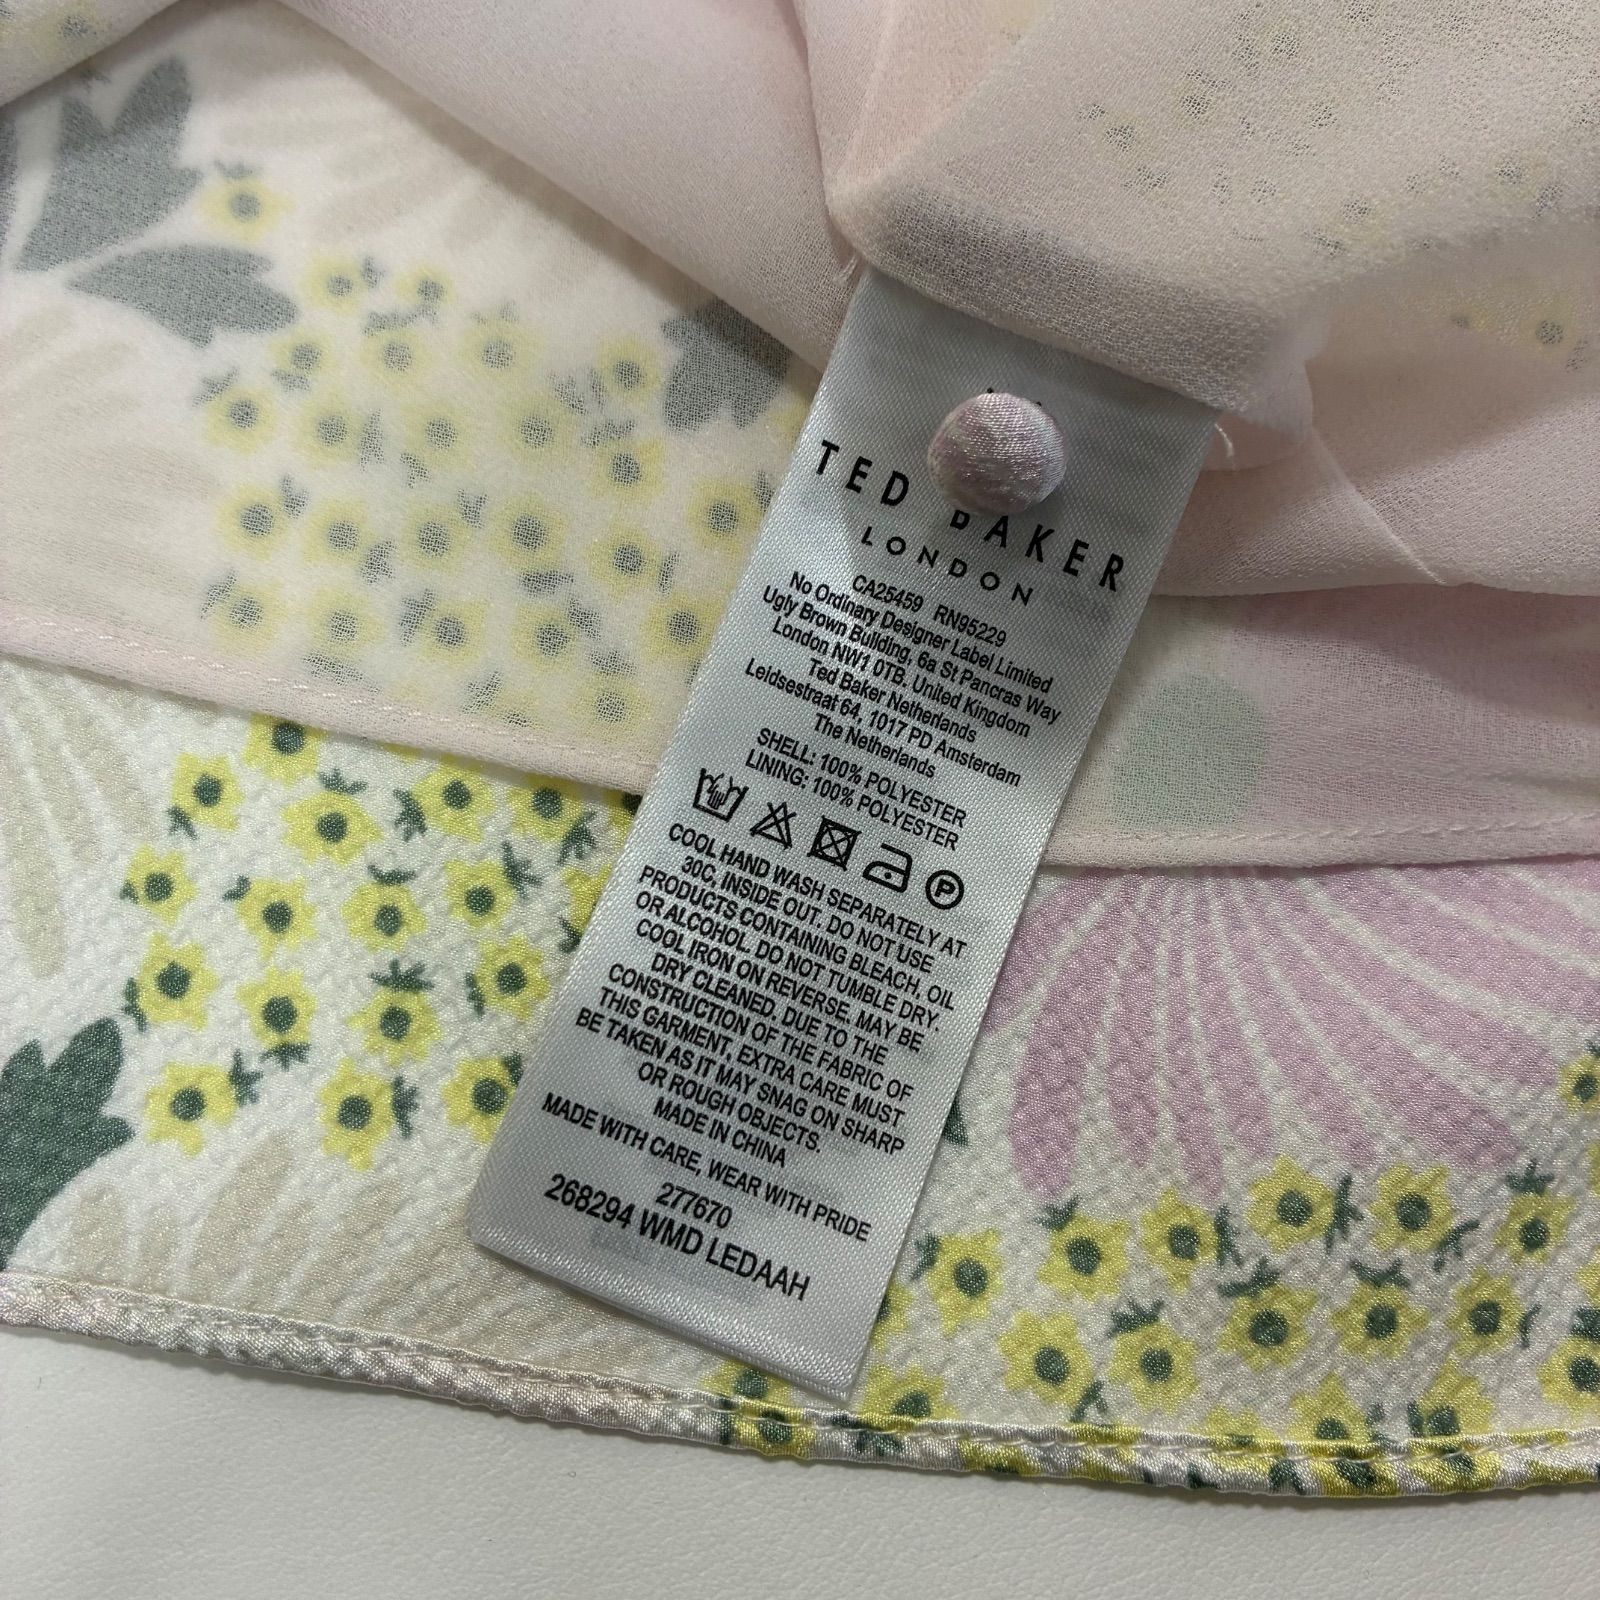 TED BAKER
LONDON
CA25459 RN95229
No Ordinary Designer Label Limited
Ugly Brown Building, 6a St Pancras Way
London NW1 0TB. United Kingdom
Ted Baker Netherlands
Leidsestraat 64, 1017 PD Amsterdam
The Netherlands
SHELL: 100% POLYESTER
LINING: 100% POLYESTER
P
COOL HAND WASH SEPARATELY AT
30C, INSIDE OUT. DO NOT USE
PRODUCTS CONTAINING BLEACH, OIL
OR ALCOHOL. DO NOT TUMBLE DRY.
COOL IRON ON REVERSE. MAY BE
DRY CLEANED. DUE TO THE
CONSTRUCTION OF THE FABRIC OF
THIS GARMENT, EXTRA CARE MUST
BE TAKEN AS IT MAY SNAG ON SHARP
OR ROUGH OBJECTS.
MADE IN CHINA
MADE WITH CARE, WEAR WITH PRIDE
277670
268294 WMD LEDAAH